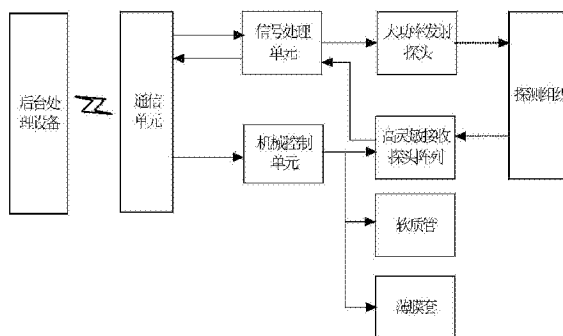 后台处
理设备
通信
单元
信号处理
单元
机械控制
单元
大功率发射
探头
高灵敏接收
探头阵列
软质管
薄膜套
探测组织